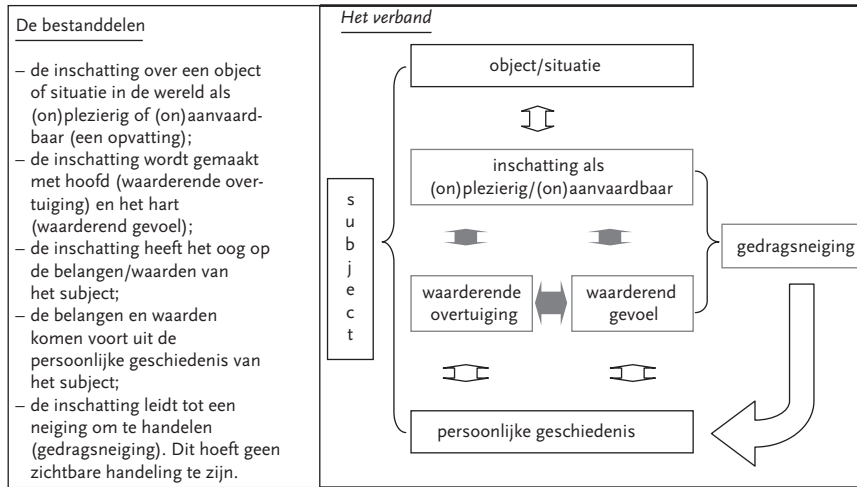 De bestanddelen
– de inschatting over een object
of situatie in de wereld als
(on)plezierig of (on)aanvaard-
baar (een opvatting);
– de inschatting wordt gemaakt
met hoofd (waarderende over-
tuiging) en het hart
(waarderend gevoel);
– de inschatting heeft het oog op
de belangen/waarden van
het subject;
– de belangen en waarden
komen voort uit de
persoonlijke geschiedenis van
het subject;
– de inschatting leidt tot een
neiging om te handelen
(gedragsneiging). Dit hoeft geen
zichtbare handeling te zijn.
Het verband
subject
object/situatie
inschatting als
(on)plezierig/(on)aanvaardbaar
waarderende
overtuiging
waarderend
gevoel
persoonlijke geschiedenis
gedragsneiging